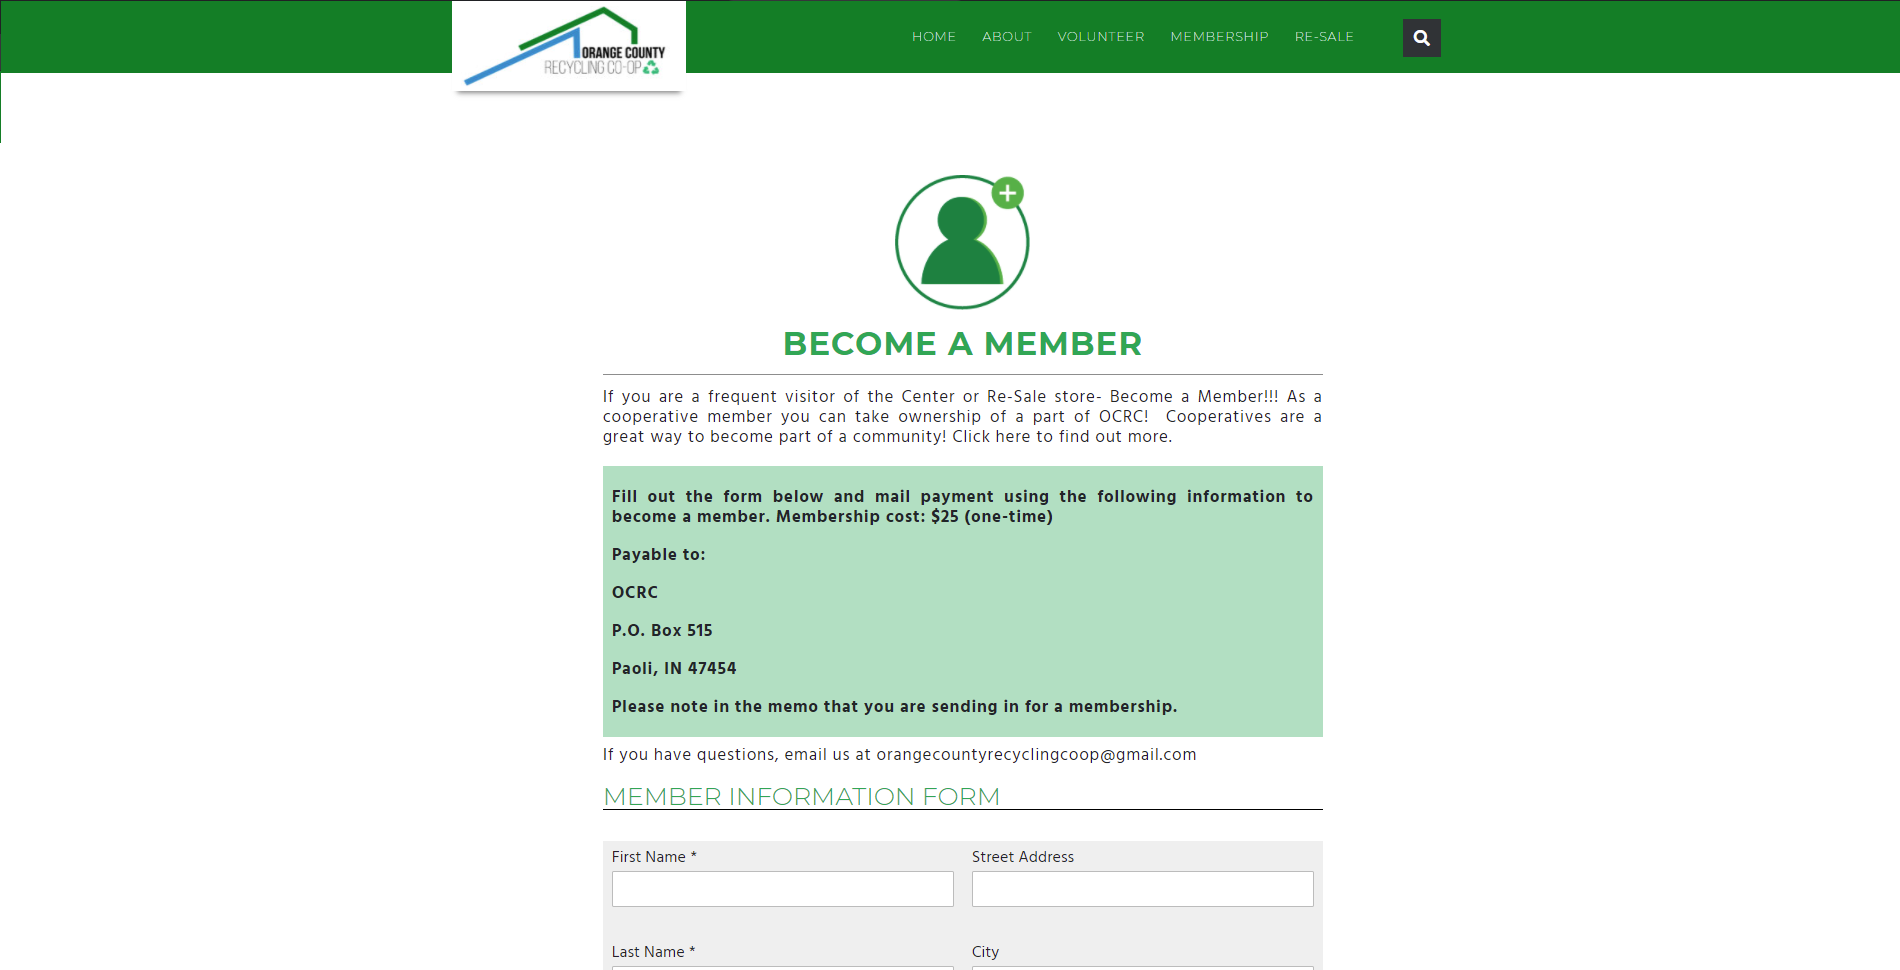 ORANGE COUNTY
RECYCLING CO-OP
HOME ABOUT VOLUNTEER MEMBERSHIP RE-SALE
BECOME A MEMBER
If you are a frequent visitor of the Center or Re-Sale store- Become a Member!!! As a
cooperative member you can take ownership of a part of OCRC! Cooperatives are a
great way to become part of a community! Click here to find out more.
Fill out the form below and mail payment using the following information to
become a member. Membership cost: $25 (one-time)
Payable to:
OCRC
P.O. Box 515
Paoli, IN 47454
Please note in the memo that you are sending in for a membership.
If you have questions, email us at orangecountyrecyclingcoop@gmail.com
MEMBER INFORMATION FORM
First Name * Street Address
Last Name * City